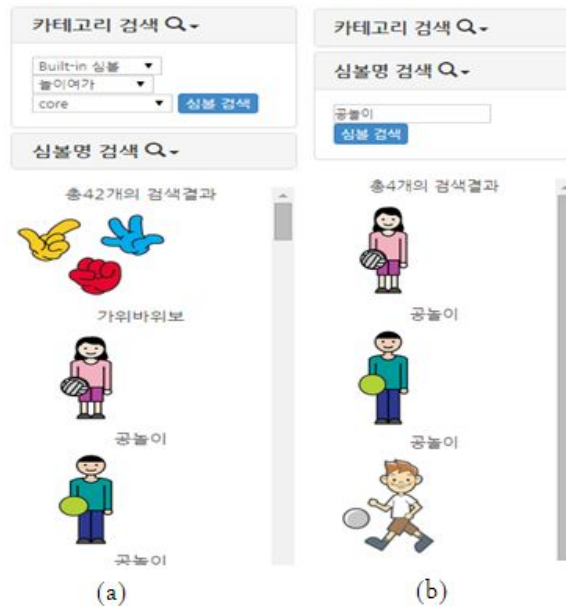 카테고리 검색
Built-in 심볼
놀이여가
core
심볼 검색
심볼명 검색
총42개의 검색결과
가위바위보
공놀이
공놀이
(a)
카테고리 검색
심볼명 검색
공놀이
심볼 검색
총4개의 검색결과
공놀이
공놀이
(b)